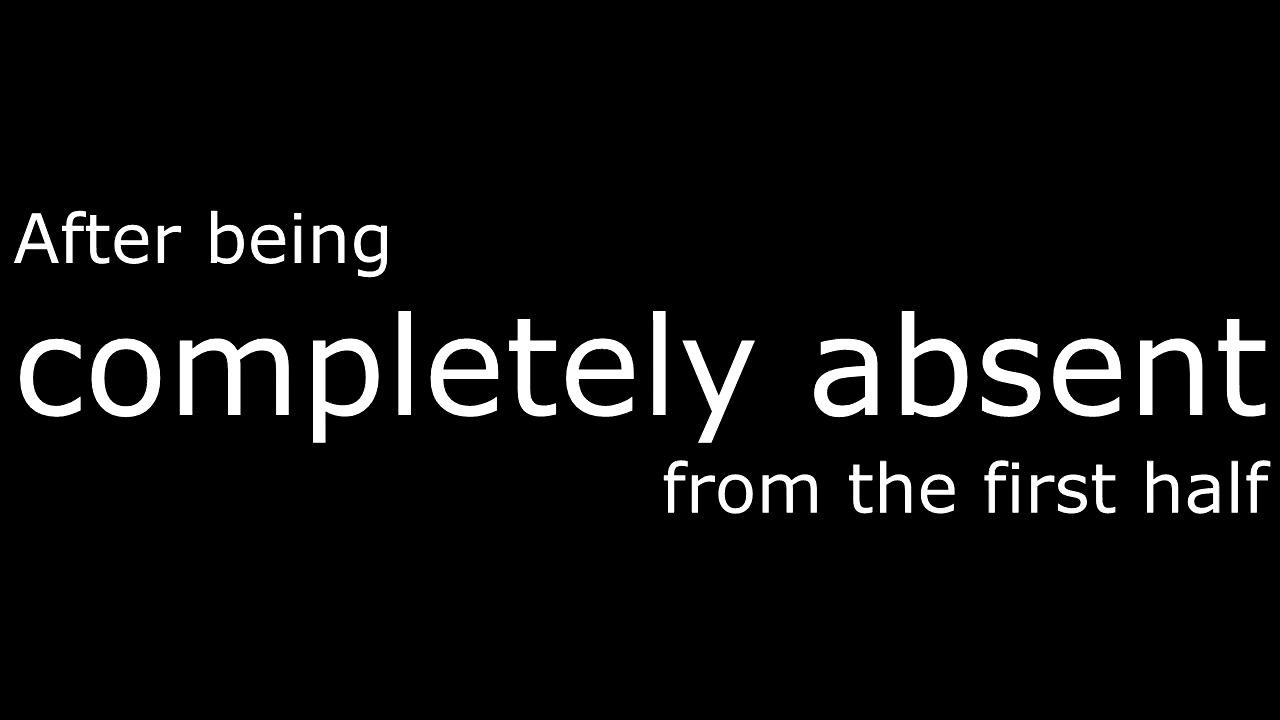 After being
completely absent
from the first half